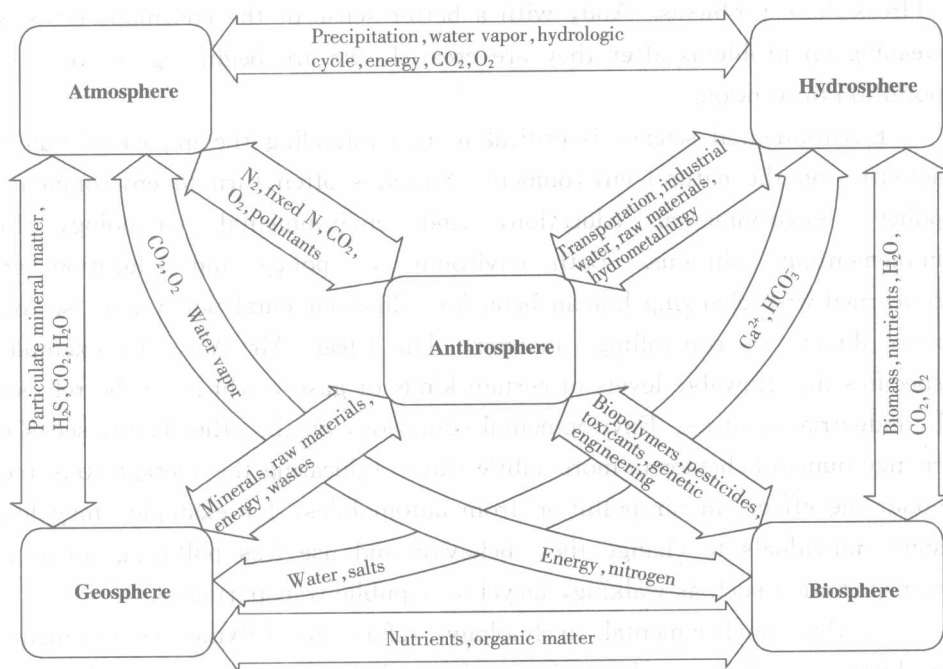 Precipitation, water vapor, hydrologic
cycle, energy, CO₂, O₂
Atmosphere
Hydrosphere
N₂, fixed N, CO₂,
O₂, pollutants
Transportation, industrial
water, raw materials,
hydrometallurgy
Particulate mineral matter,
H₂S, CO₂, H₂O
CO₂, O₂
Water vapor
Anthrosphere
Ca²⁺, HCO₃⁻
Biomass, nutrients, H₂O,
CO₂, O₂
Minerals, raw materials,
energy, wastes
Biopolymers, pesticides,
toxicants genetic
engineering
Geosphere
Water, salts
Energy, nitrogen
Biosphere
Nutrients, organic matter